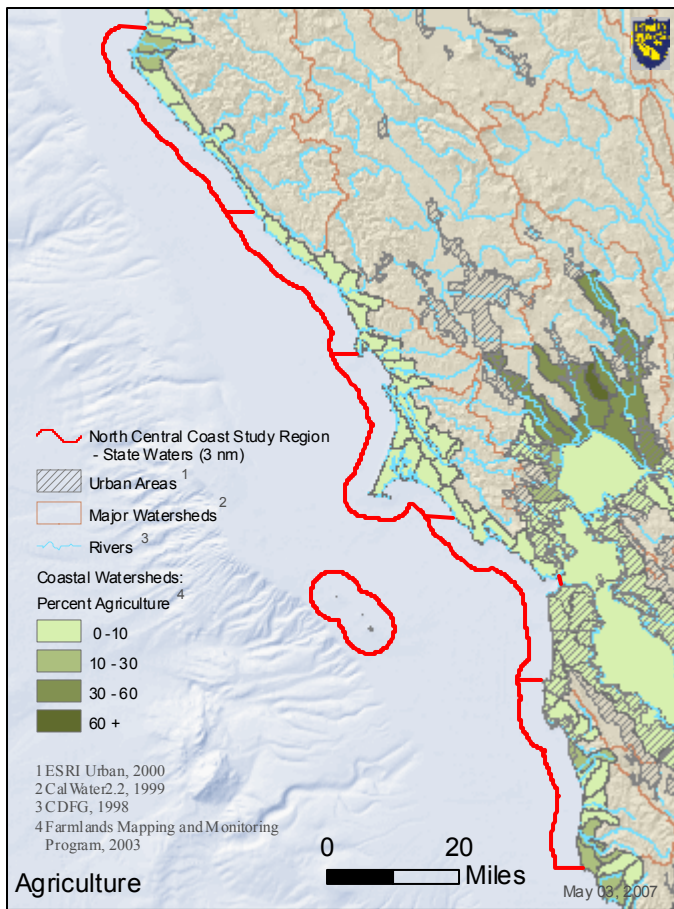 North Central Coast Study Region
- State Waters (3 nm)
Urban Areas 1
Major Watersheds 2
Rivers 3
Coastal Watersheds:
Percent Agriculture 4
0 -10
10 - 30
30 - 60
60 +
1 ESRI Urban, 2000
2 CalWater2.2, 1999
3 CDFG, 1998
4 Farmlands Mapping and Monitoring
Program, 2003
0 20
Miles
Agriculture
May 03, 2007